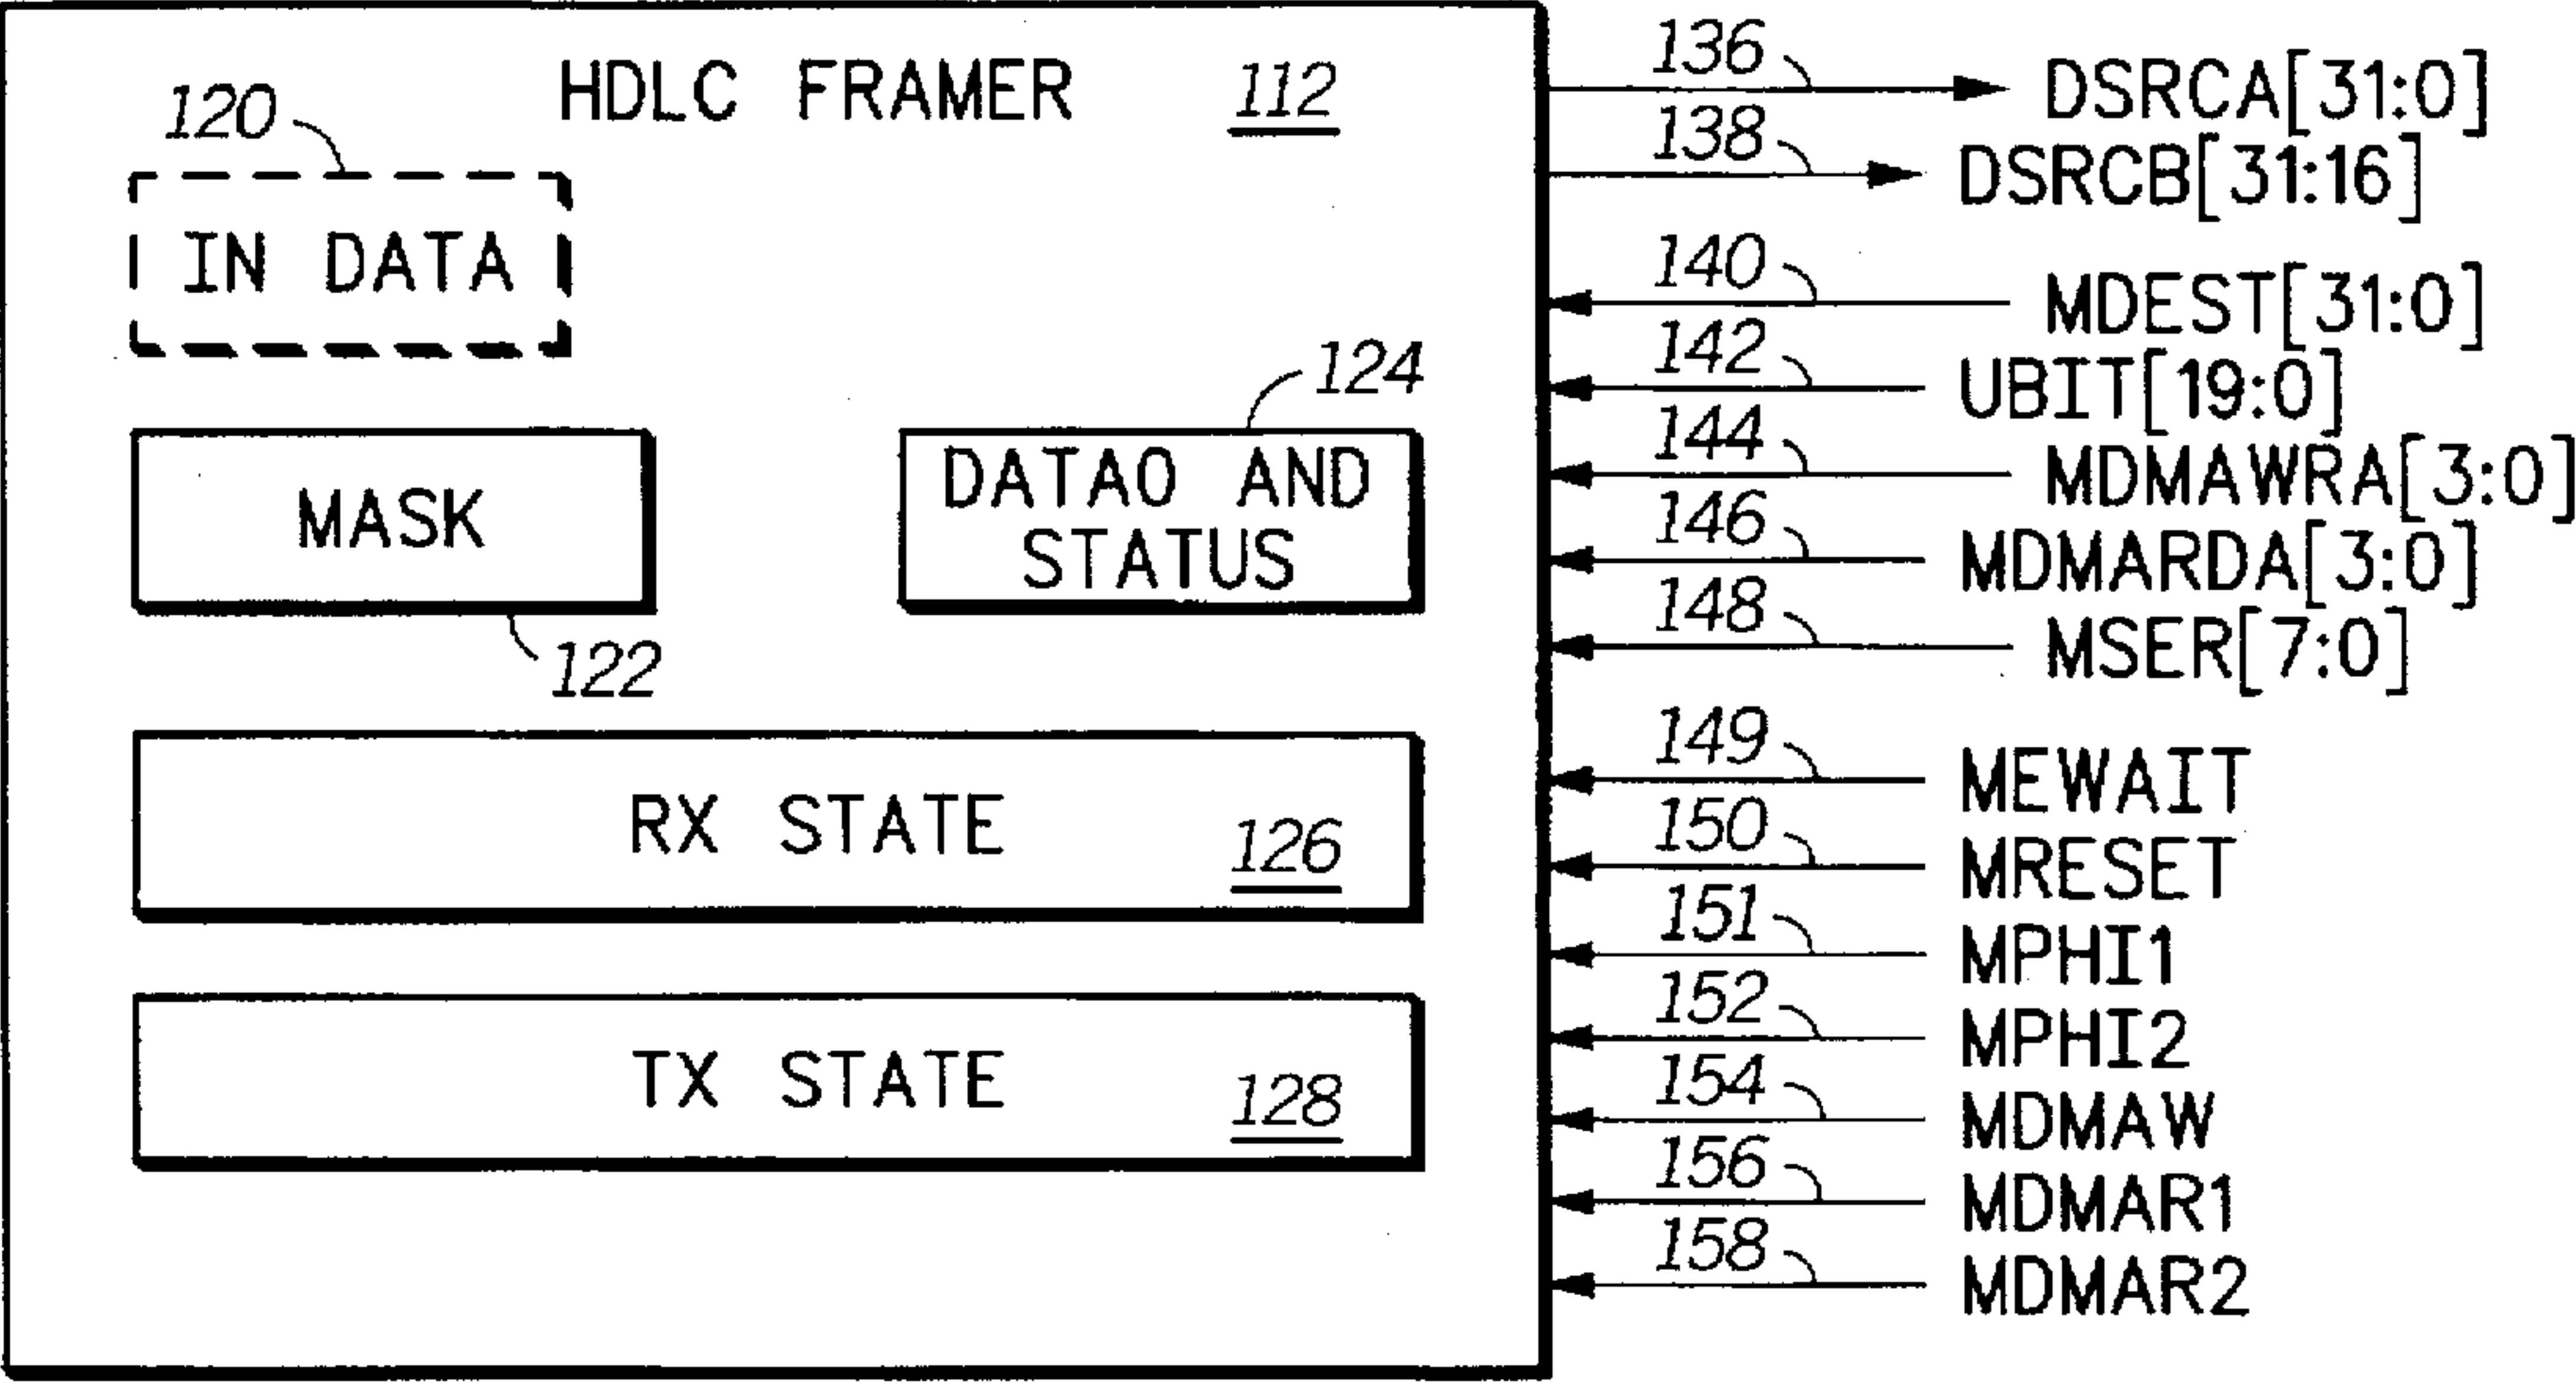 HDLC FRAMER 112
120
IN DATA
124
MASK
DATAO AND
STATUS
122
RX STATE 126
TX STATE 128
136 DSRCA[31:0]
138 DSRCB[31:16]
140 MDEST[31:0]
142 UBIT[19:0]
144 MDMAWRA[3:0]
146 MDMARDA[3:0]
148 MSER[7:0]
149 MEWAIT
150 MRESET
151 MPHI1
152 MPHI2
154 MDMAW
156 MDMAR1
158 MDMAR2